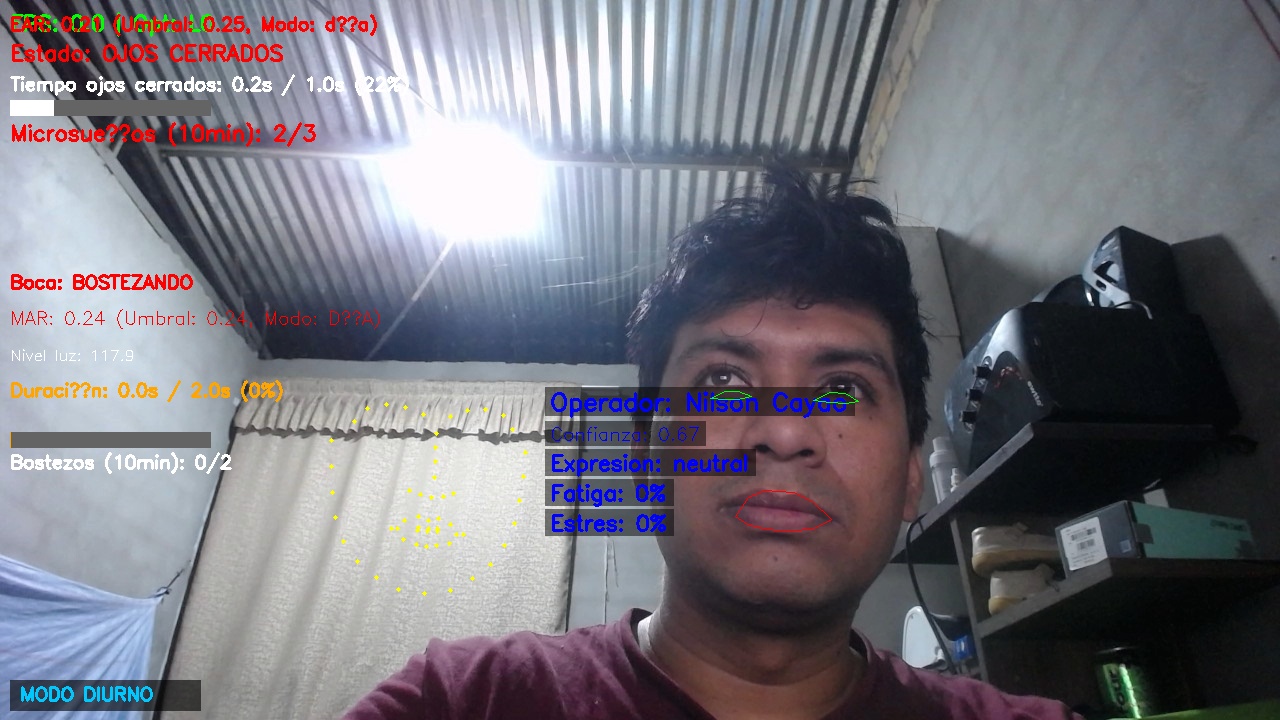 EAR: 0.21 (Umbral: 0.25, Modo: d??a)
Estado: OJOS CERRADOS
Tiempo ojos cerrados: 0.2s / 1.0s (22%)
Microsue??os (10min): 2/3
Boca: BOSTEZANDO
MAR: 0.24 (Umbral: 0.24, Modo: D??A)
Nivel luz: 117.9
Duraci??n: 0.0s / 2.0s (0%)
Operador: Nilson Cayao
Confianza: 0.67
Expresion: neutral
Bostezos (10min): 0/2
Fatiga: 0%
Estres: 0%
MODO DIURNO